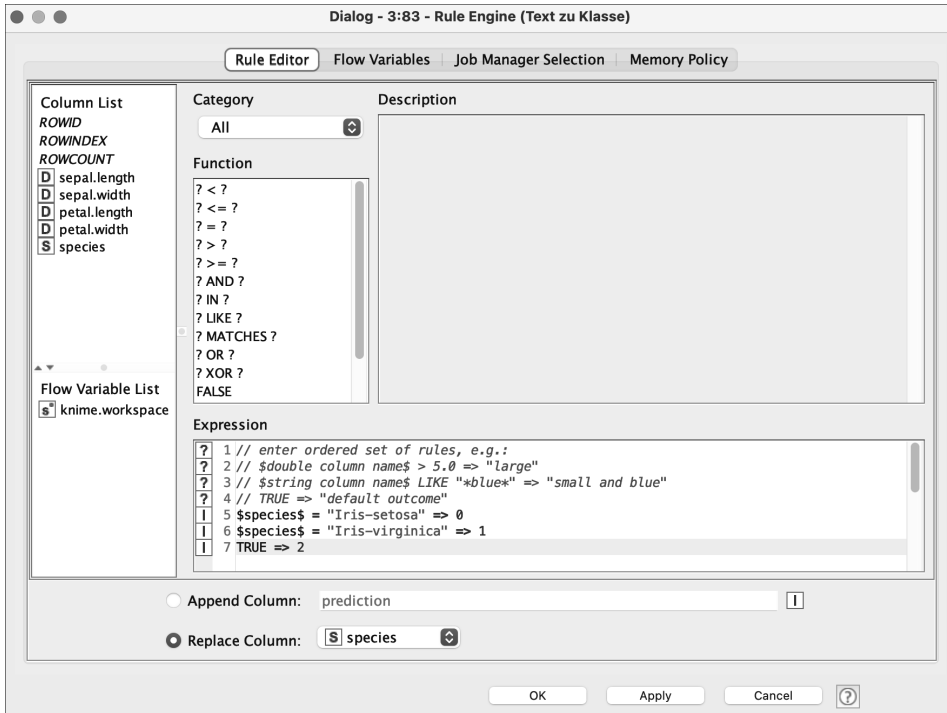 Dialog - 3:83 - Rule Engine (Text zu Klasse)
Rule Editor Flow Variables Job Manager Selection Memory Policy
Column List
ROWID
ROWINDEX
ROWCOUNT
D sepal.length
D sepal.width
D petal.length
D petal.width
S species
Flow Variable List
s knime.workspace
Category
All
Function
? < ?
? <= ?
? = ?
? > ?
? >= ?
? AND ?
? IN ?
? LIKE ?
? MATCHES ?
? OR ?
? XOR ?
FALSE
Description
Expression
? 1 // enter ordered set of rules, e.g.:
? 2 // $double column name$ > 5.0 => "large"
? 3 // $string column name$ LIKE "*blue*" => "small and blue"
? 4 // TRUE => "default outcome"
I 5 $species$ = "Iris-setosa" => 0
I 6 $species$ = "Iris-virginica" => 1
I 7 TRUE => 2
Append Column: prediction I
Replace Column: S species
OK Apply Cancel ?